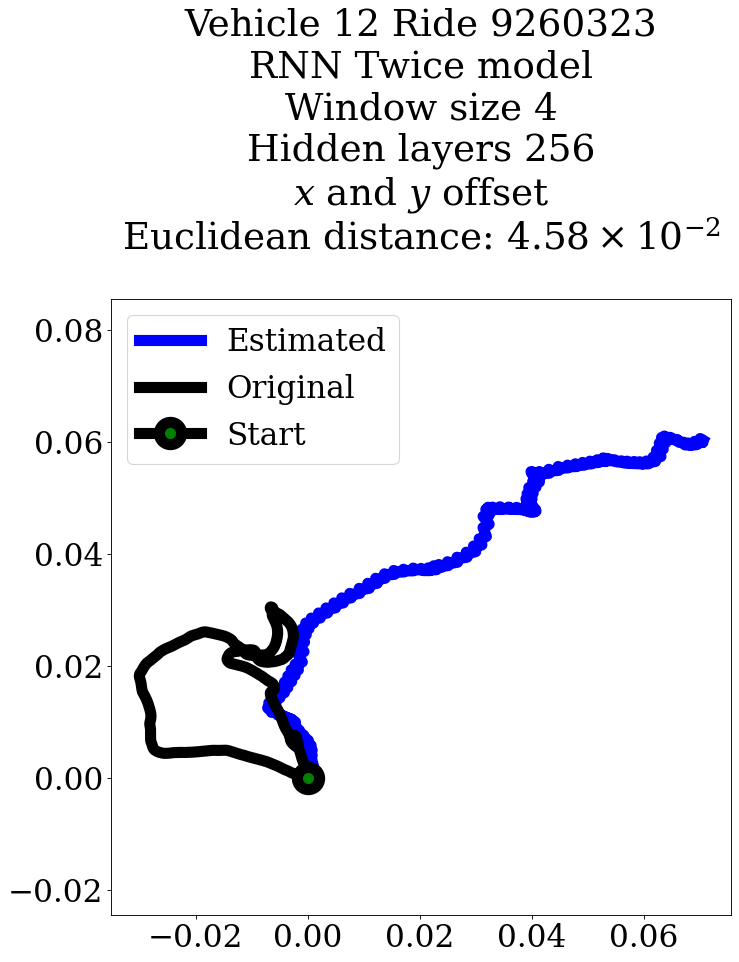 Vehicle 12 Ride 9260323
RNN Twice model
Window size 4
Hidden layers 256
x and y offset
Euclidean distance: 4.58 × 10⁻²
Estimated
Original
Start
0.08
0.06
0.04
0.02
0.00
−0.02
−0.02 0.00 0.02 0.04 0.06